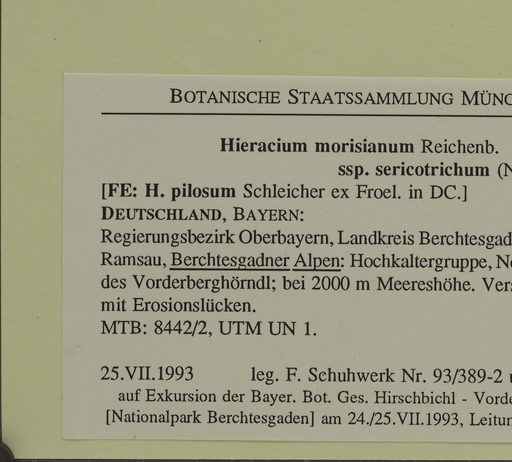 BOTANISCHE STAATSSAMMLUNG MÜNC
Hieracium morisianum Reichenb.
ssp. sericotrichum (N
[FE: H. pilosum Schleicher ex Froel. in DC.]
DEUTSCHLAND, BAYERN:
Regierungsbezirk Oberbayern, Landkreis Berchtesgad
Ramsau, Berchtesgadner Alpen: Hochkaltergruppe, No
des Vorderberghörndl; bei 2000 m Meereshöhe. Vers
mit Erosionslücken.
MTB: 8442/2, UTM UN 1.
25.VII.1993 leg. F. Schuhwerk Nr. 93/389-2 u
auf Exkursion der Bayer. Bot. Ges. Hirschbichl - Vorde
[Nationalpark Berchtesgaden] am 24./25.VII.1993, Leitun